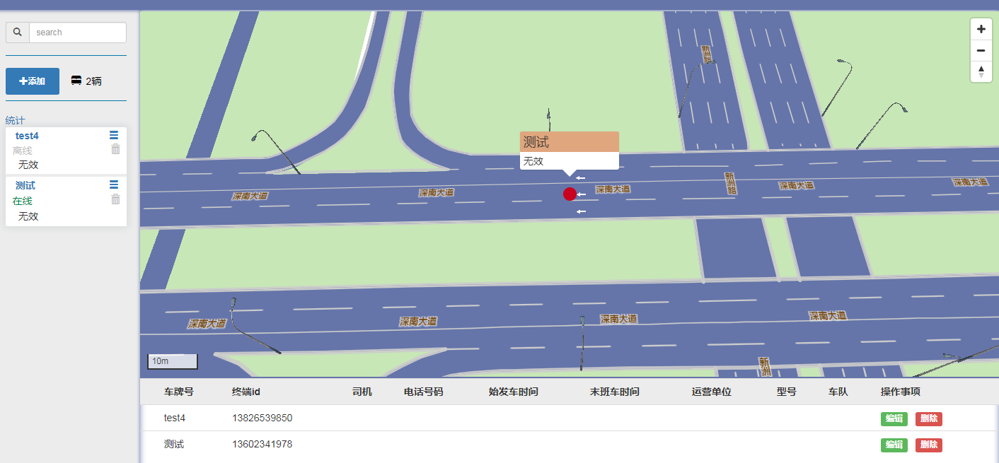 search
添加
2辆
统计
test4
离线
无效
测试
在线
无效
新洲路
测试
无效
深南大道
深南大道
深南大道
新洲路
深南大道
深南大道
深南大道
深南大道
深南大道
深南大道
新洲
10m
车牌号 终端id 司机 电话号码 始发车时间 末班车时间 运营单位 型号 车队 操作事项
test4 13826539850 编辑 删除
测试 13602341978 编辑 删除